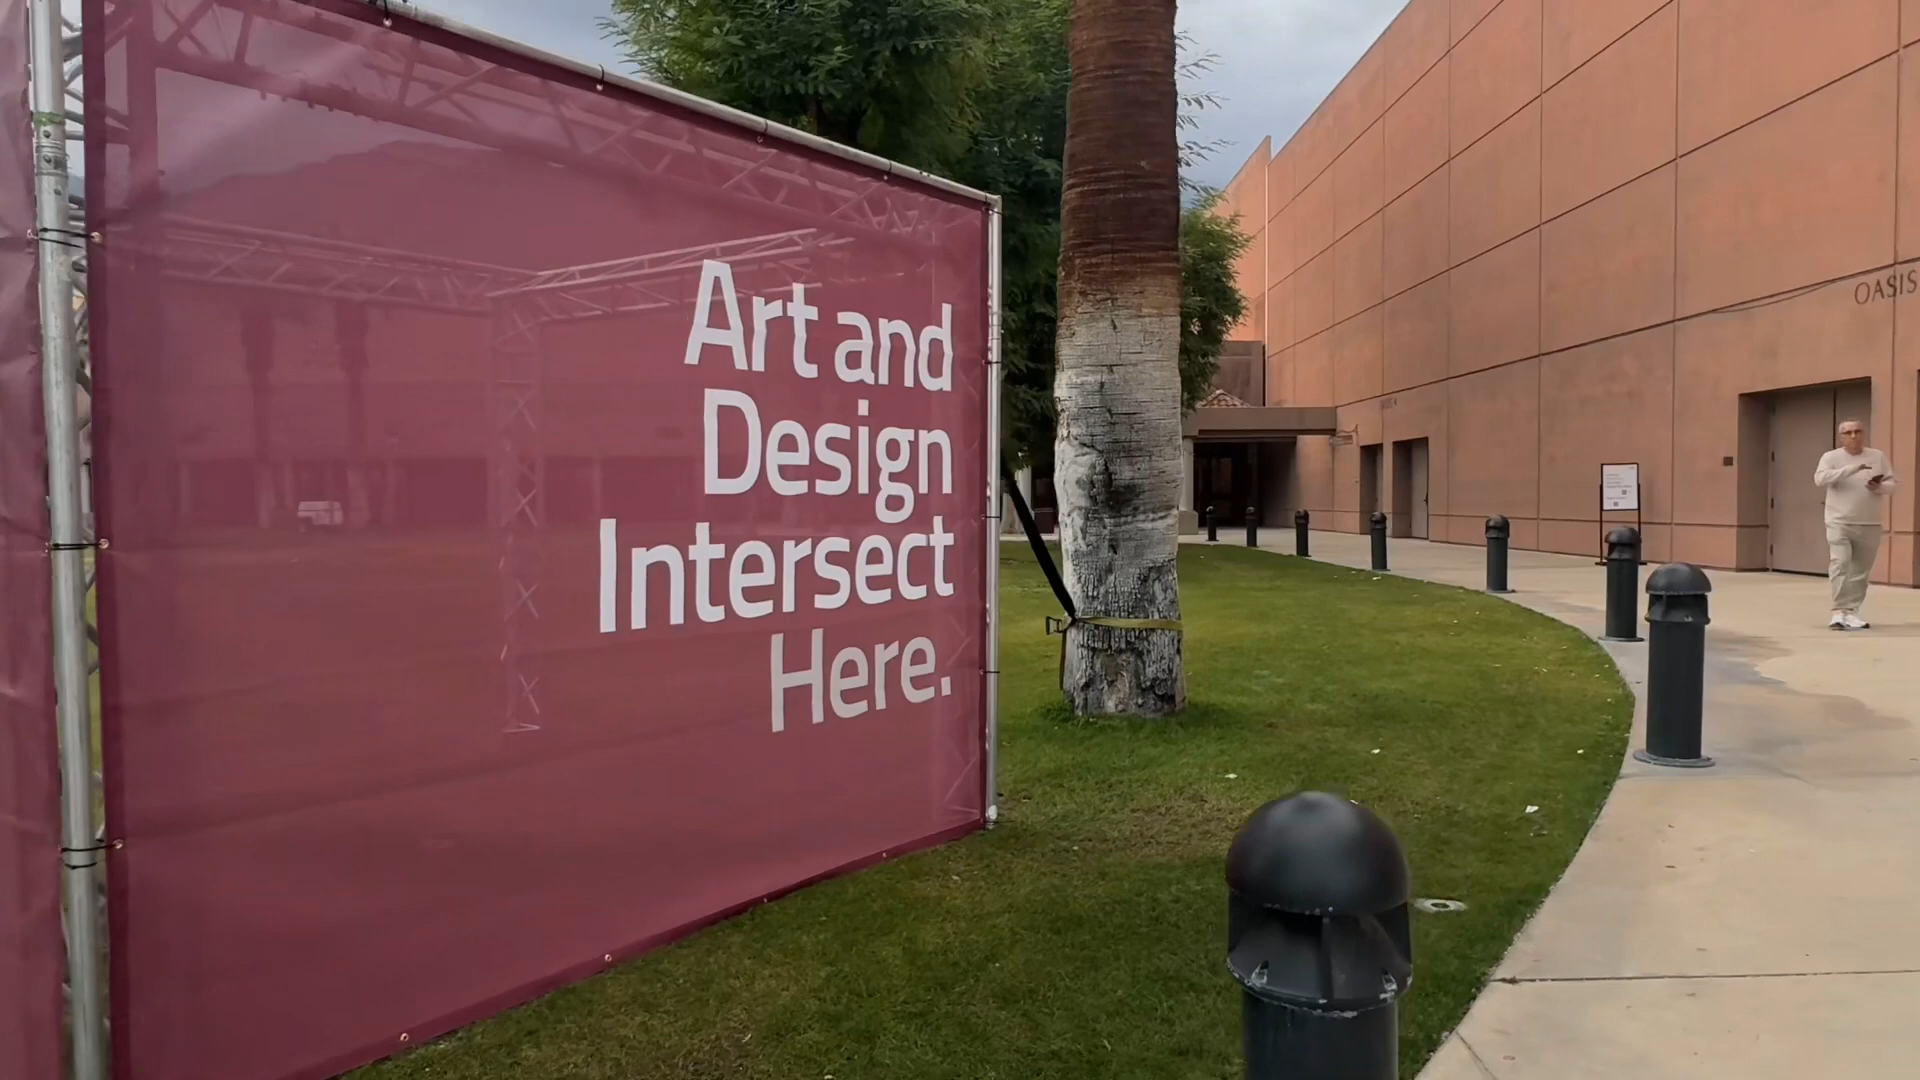 Art and
Design
Intersect
Here.
OASIS